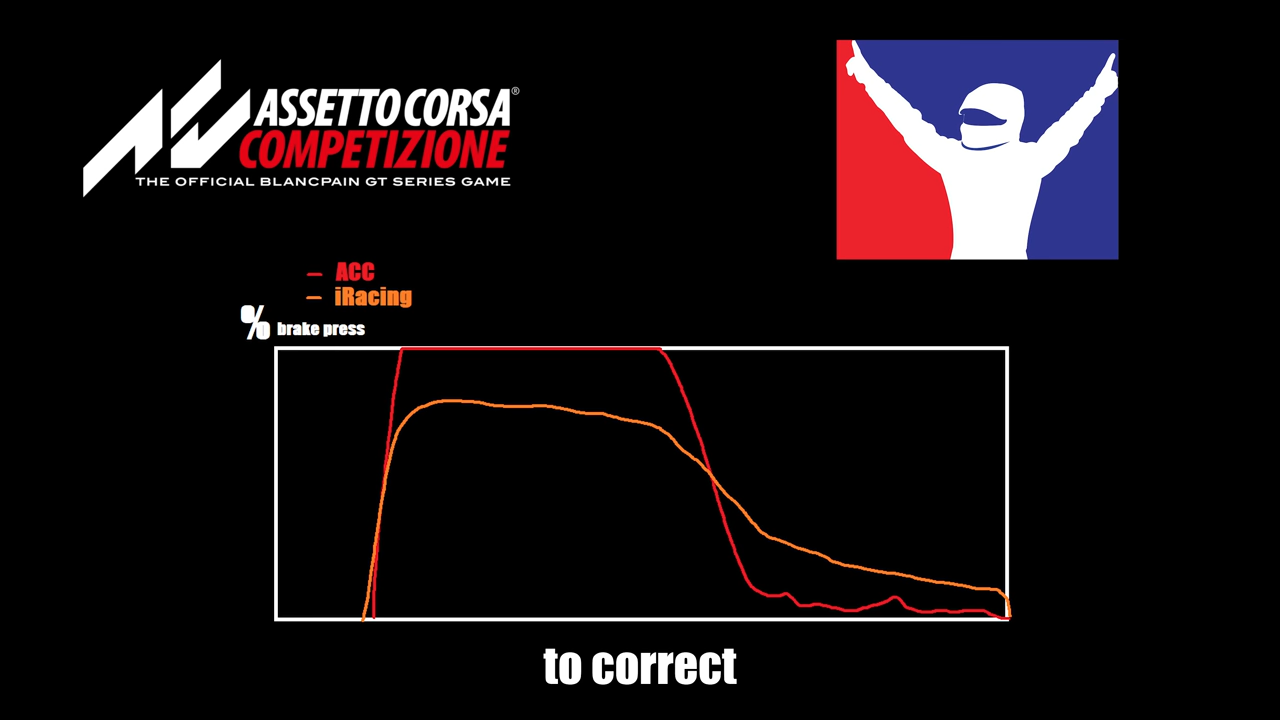 ASSETTO CORSA®
COMPETIZIONE
THE OFFICIAL BLANCPAIN GT SERIES GAME
— ACC
— iRacing
% brake press
to correct